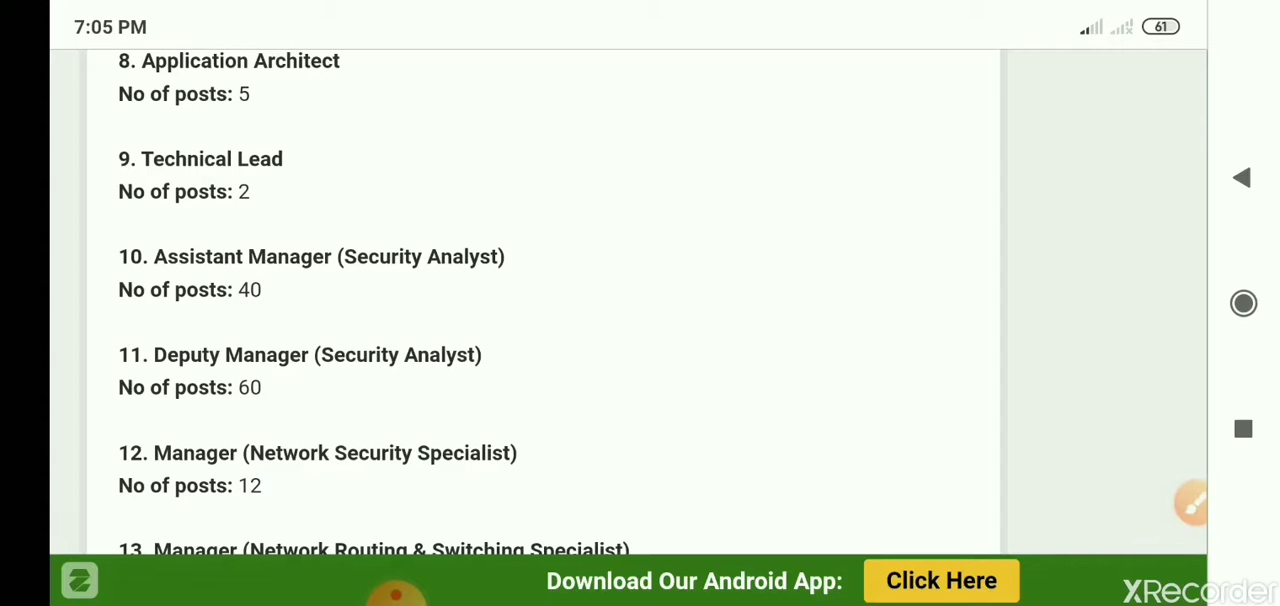 7:05 PM
61
8. Application Architect
No of posts: 5
9. Technical Lead
No of posts: 2
10. Assistant Manager (Security Analyst)
No of posts: 40
11. Deputy Manager (Security Analyst)
No of posts: 60
12. Manager (Network Security Specialist)
No of posts: 12
13. Manager (Network Routing & Switching Specialist)
Download Our Android App: Click Here
XRecorder